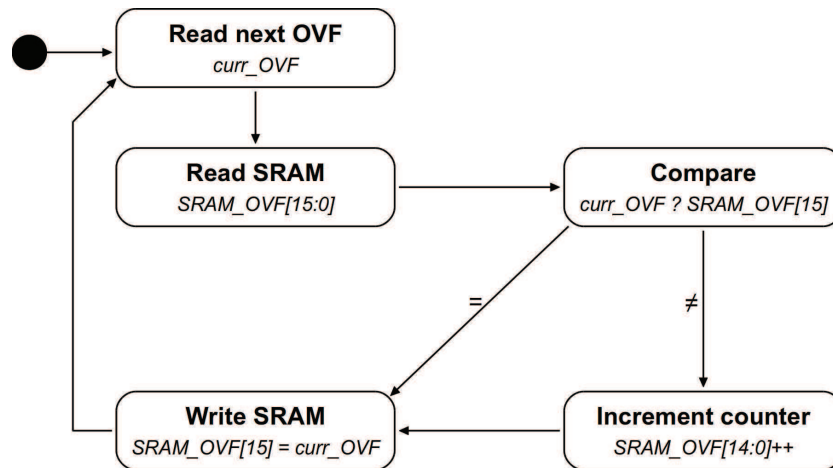 Read next OVF
curr_OVF
Read SRAM
SRAM_OVF[15:0]
Compare
curr_OVF ? SRAM_OVF[15]
=
≠
Write SRAM
SRAM_OVF[15] = curr_OVF
Increment counter
SRAM_OVF[14:0]++